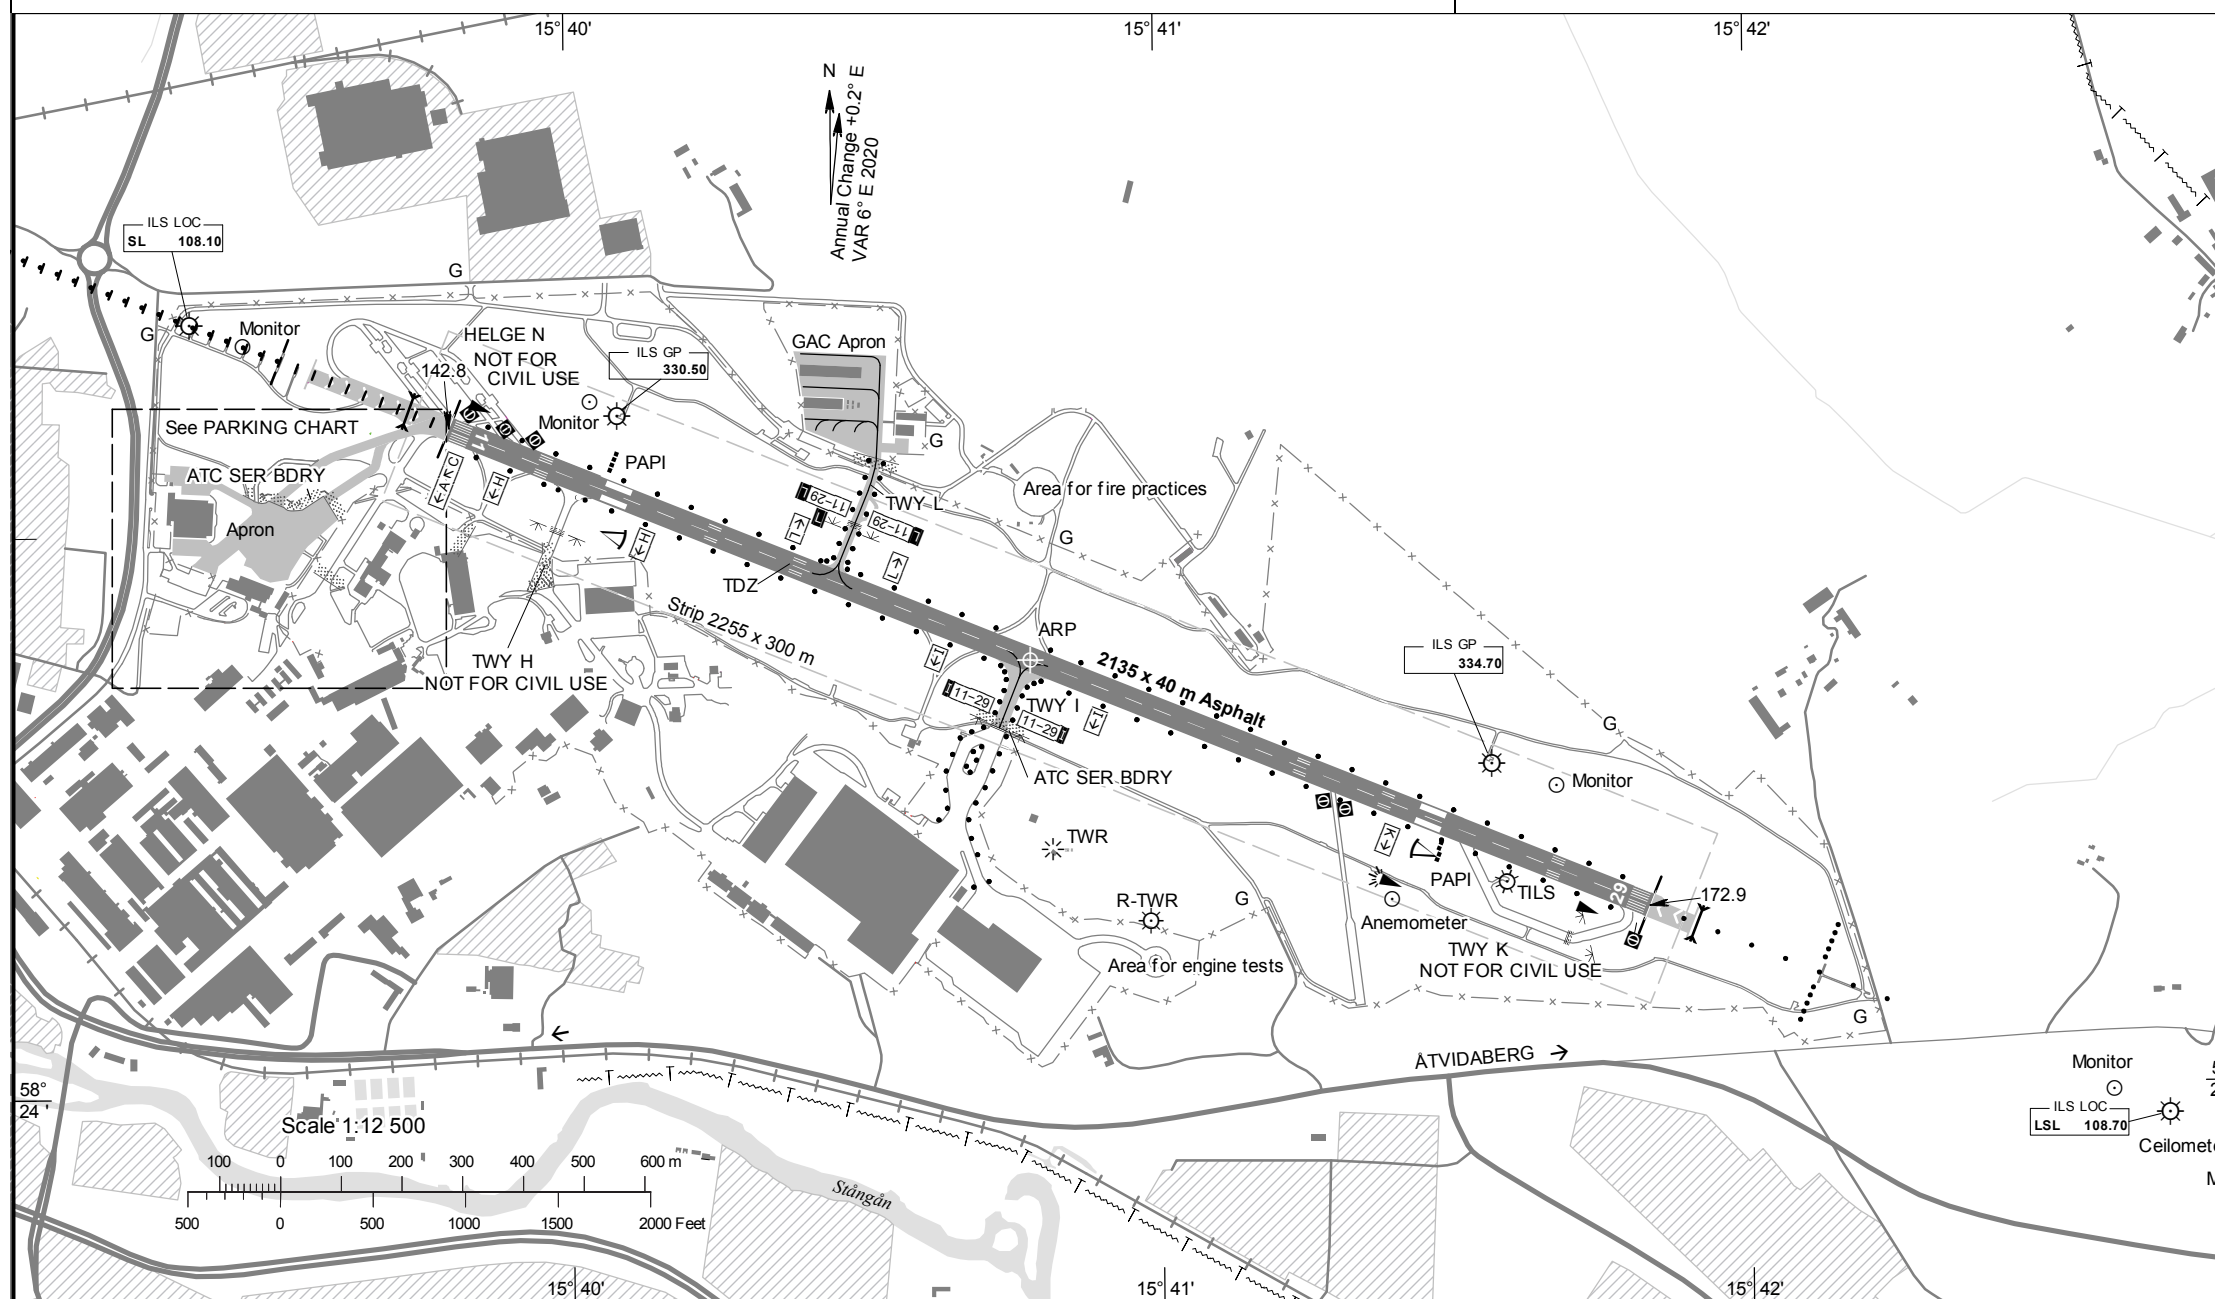 15°40'
15°41'
15°42'
N
Annual Change +0.2° E
VAR 6° E 2020
ILS LOC
SL 108.10
G
G
Monitor
HELGE N
NOT FOR
CIVIL USE
142.8
ILS GP
330.50
Monitor
GAC Apron
G
See PARKING CHART
ATC SER BDRY
Apron
11
←A K C
←H
PAPI
H→
TDZ
←L
11-29
L
L
TWY L
11-29
L
←L
Area for fire practices
G
Strip 2255 x 300 m
TWY H
NOT FOR CIVIL USE
ARP
2135 x 40 m Asphalt
I→
I
11-29
TWY I
11-29
I
I→
ATC SER BDRY
ILS GP
334.70
G
Monitor
TWR
R-TWR
G
Area for engine tests
K→
PAPI
TILS
29
172.9
Anemometer
TWY K
NOT FOR CIVIL USE
G
ÅTVIDABERG →
Monitor
ILS LOC
LSL 108.70
58°
24 '
Scale 1:12 500
100 0 100 200 300 400 500 600 m
500 0 500 1000 1500 2000 Feet
Stångån
15°40'
15°41'
15°42'